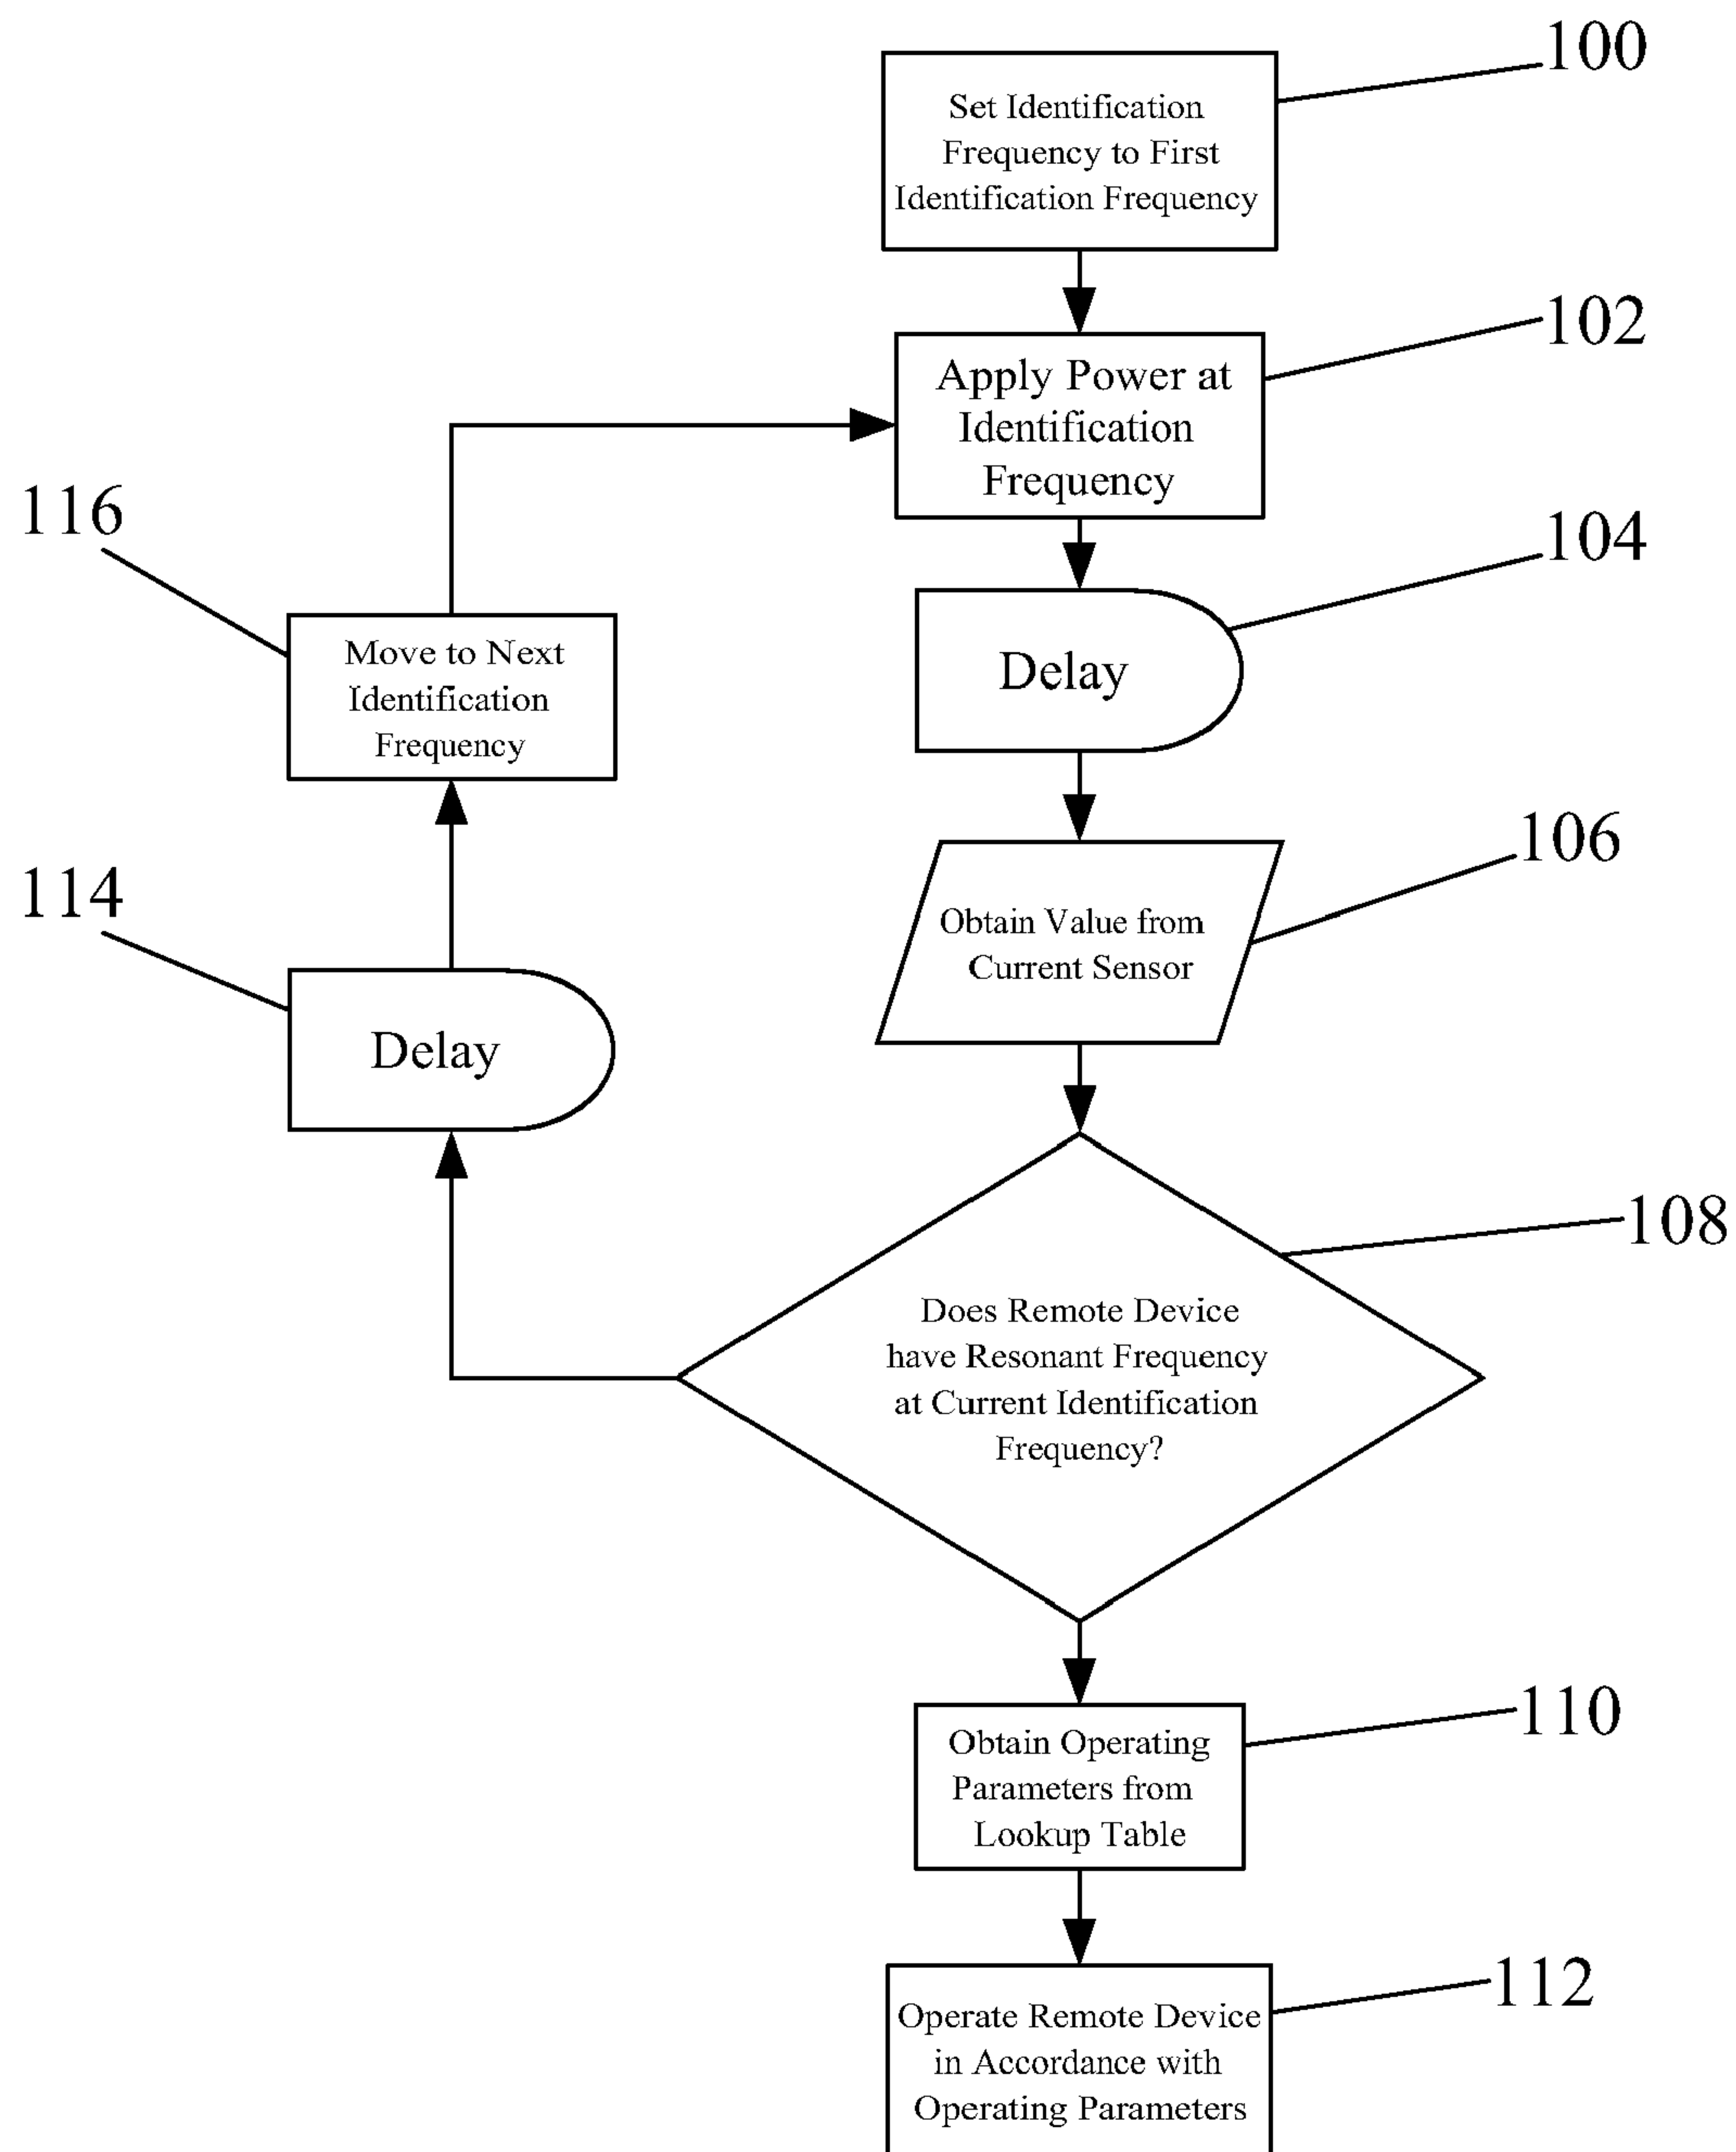 100
Set Identification
Frequency to First
Identification Frequency
102
Apply Power at
Identification
Frequency
104
Delay
106
Obtain Value from
Current Sensor
108
Does Remote Device
have Resonant Frequency
at Current Identification
Frequency?
110
Obtain Operating
Parameters from
Lookup Table
112
Operate Remote Device
in Accordance with
Operating Parameters
114
Delay
116
Move to Next
Identification
Frequency